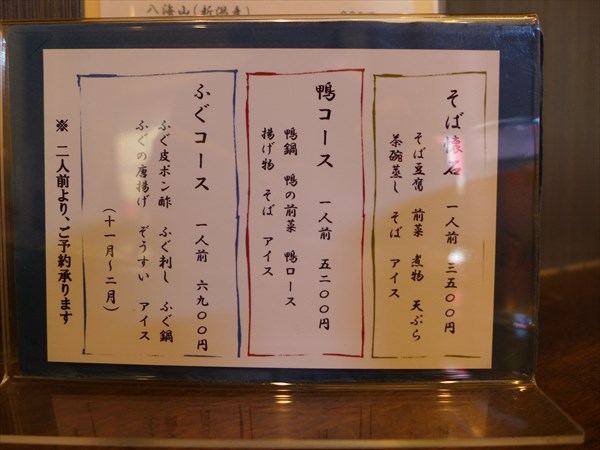 八海山（新潟産）
そば懐石 一人前 三五〇〇円
そば豆腐 前菜 煮物 天ぷら
茶碗蒸し そば アイス
鴨コース 一人前 五二〇〇円
鴨鍋 鴨の前菜 鴨ロース
揚げ物 そば アイス
ふぐコース 一人前 六九〇〇円
ふぐ皮ポン酢 ふぐ刺し ふぐ鍋
ふぐの唐揚げ ぞうすい アイス
（十一月〜二月）
※ 二人前より、ご予約承ります